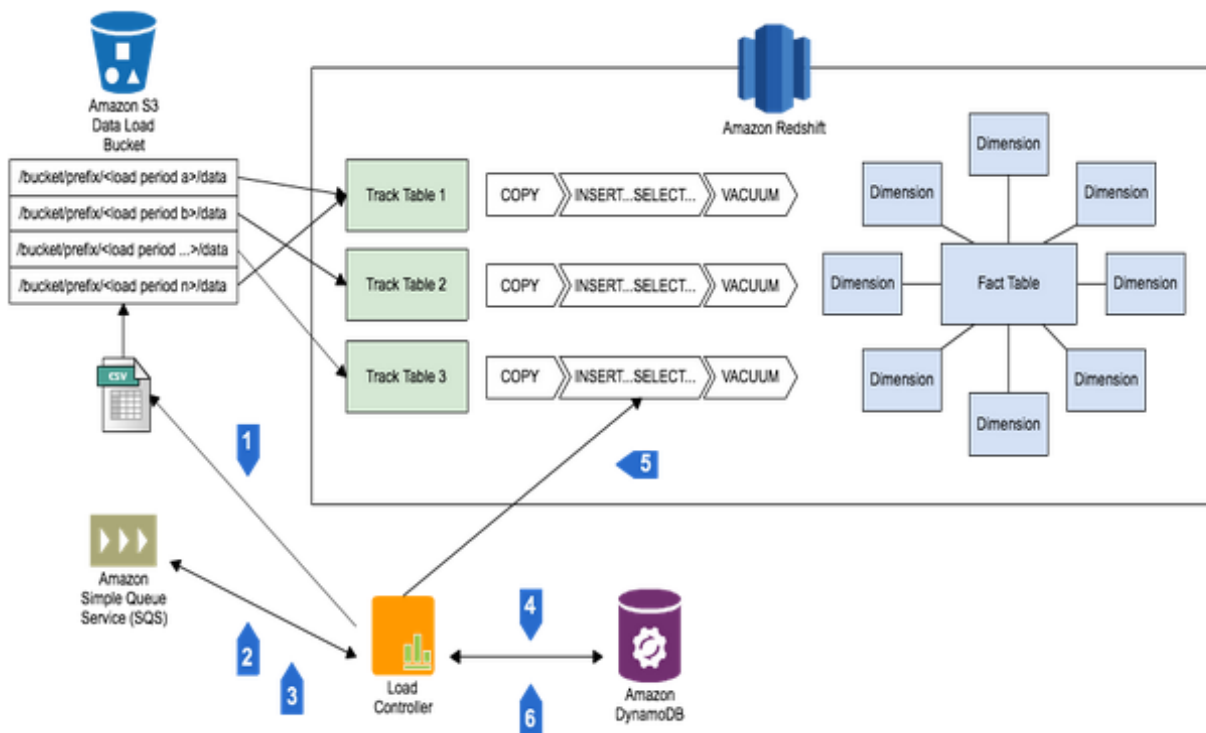 Amazon S3
Data Load
Bucket
/bucket/prefix/<load period a>/data
/bucket/prefix/<load period b>/data
/bucket/prefix/<load period ...>/data
/bucket/prefix/<load period n>/data
CSV
Amazon Redshift
Track Table 1
COPY
INSERT...SELECT...
VACUUM
Track Table 2
COPY
INSERT...SELECT...
VACUUM
Track Table 3
COPY
INSERT...SELECT...
VACUUM
Dimension
Dimension
Dimension
Dimension
Fact Table
Dimension
Dimension
Dimension
Dimension
1
5
Amazon
Simple Queue
Service (SQS)
2
3
Load
Controller
4
6
Amazon
DynamoDB